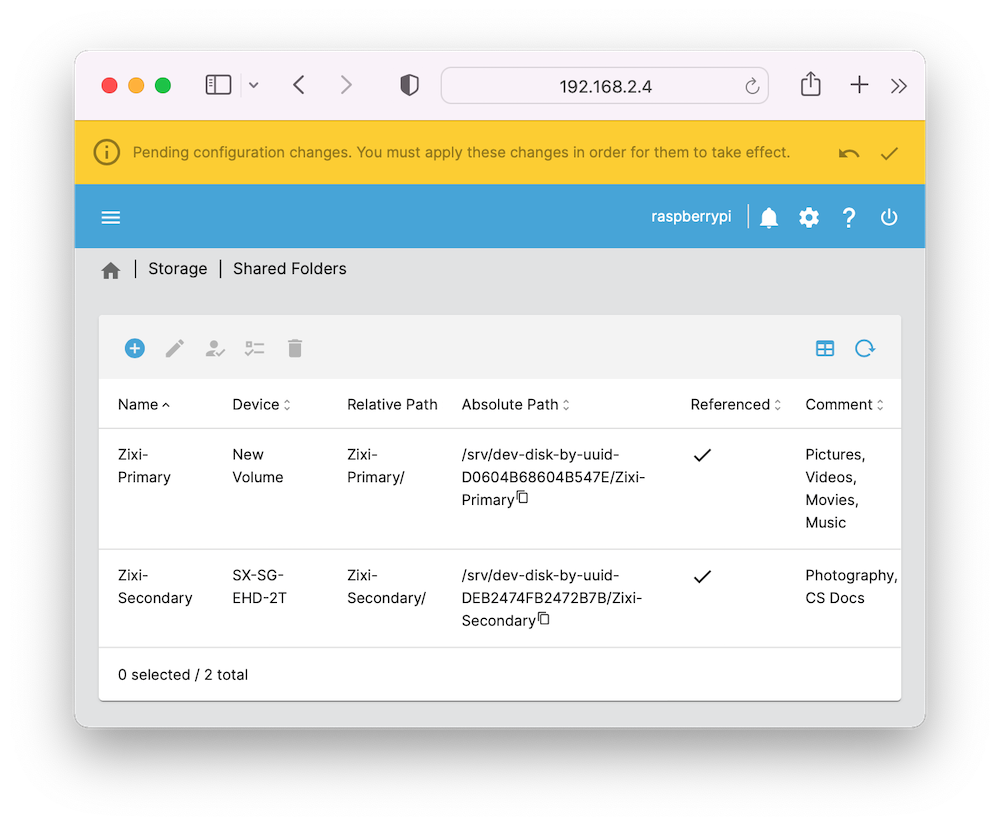 192.168.2.4
Pending configuration changes. You must apply these changes in order for them to take effect.
raspberrypi
Storage | Shared Folders
Name Device Relative Path Absolute Path Referenced Comment
Zixi-
Primary
New
Volume
Zixi-
Primary/
/srv/dev-disk-by-uuid-
D0604B68604B547E/Zixi-
Primary
Pictures,
Videos,
Movies,
Music
Zixi-
Secondary
SX-SG-
EHD-2T
Zixi-
Secondary/
/srv/dev-disk-by-uuid-
DEB2474FB2472B7B/Zixi-
Secondary
Photography,
CS Docs
0 selected / 2 total